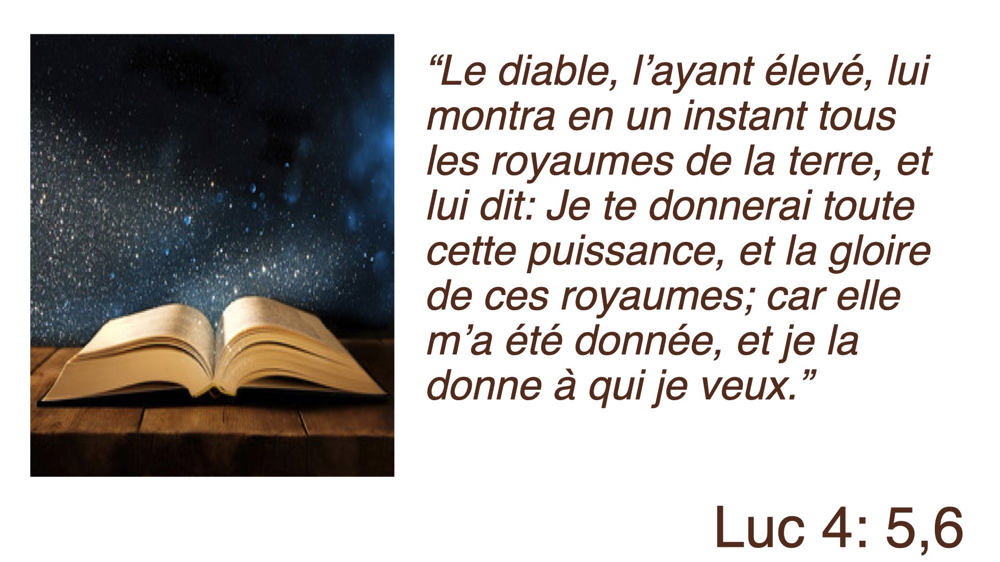 “Le diable, l’ayant élevé, lui
montra en un instant tous
les royaumes de la terre, et
lui dit: Je te donnerai toute
cette puissance, et la gloire
de ces royaumes; car elle
m’a été donnée, et je la
donne à qui je veux.”
Luc 4: 5,6